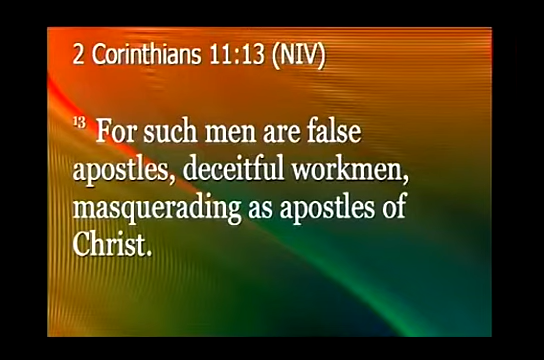 2 Corinthians 11:13 (NIV)
13 For such men are false
apostles, deceitful workmen,
masquerading as apostles of
Christ.